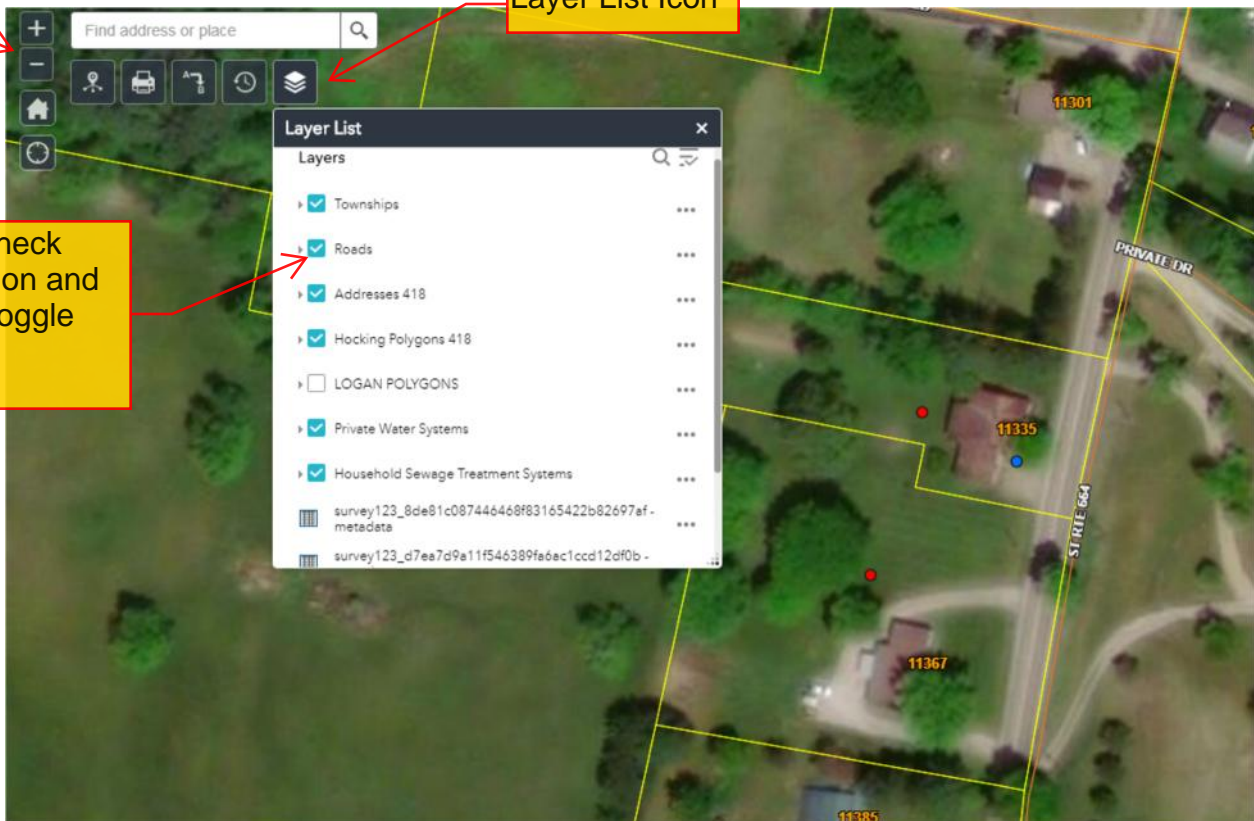 Layer List Icon
Find address or place
Layer List
Layers
Townships
Roads
Addresses 418
Hocking Polygons 418
LOGAN POLYGONS
Private Water Systems
Household Sewage Treatment Systems
survey123_8de81c087446468f83165422b82697af -
metadata
survey123_d7ea7d9a11f546389fa6ac1ccd12df0b -
on and
oggle
11301
PRIVATE DR
11335
ST RTE 664
11367
11385